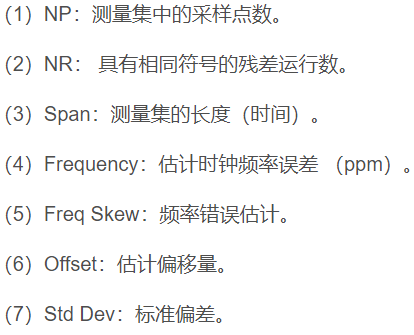 （1）NP：测量集中的采样点数。
（2）NR： 具有相同符号的残差运行数。
（3）Span：测量集的长度（时间）。
（4）Frequency：估计时钟频率误差 （ppm）。
（5）Freq Skew：频率错误估计。
（6）Offset：估计偏移量。
（7）Std Dev：标准偏差。